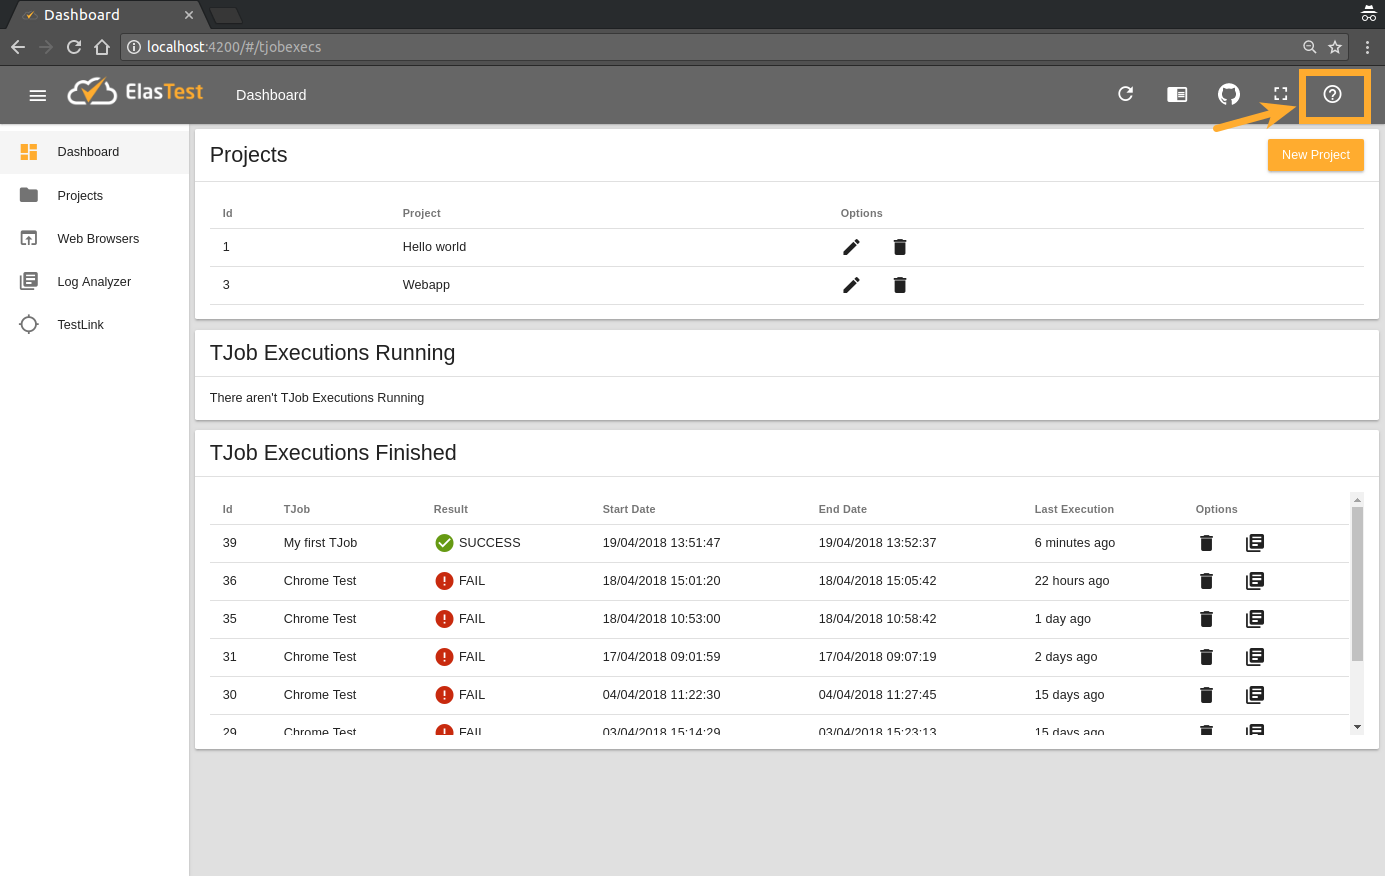 Dashboard
localhost:4200/#/tjobexecs
ElasTest
Dashboard
Dashboard
Projects
Web Browsers
Log Analyzer
TestLink
Projects
New Project
Id Project Options
1 Hello world
3 Webapp
TJob Executions Running
There aren't TJob Executions Running
TJob Executions Finished
Id TJob Result Start Date End Date Last Execution Options
39 My first TJob SUCCESS 19/04/2018 13:51:47 19/04/2018 13:52:37 6 minutes ago
36 Chrome Test FAIL 18/04/2018 15:01:20 18/04/2018 15:05:42 22 hours ago
35 Chrome Test FAIL 18/04/2018 10:53:00 18/04/2018 10:58:42 1 day ago
31 Chrome Test FAIL 17/04/2018 09:01:59 17/04/2018 09:07:19 2 days ago
30 Chrome Test FAIL 04/04/2018 11:22:30 04/04/2018 11:27:45 15 days ago
29 Chrome Test FAIL 03/04/2018 15:14:29 03/04/2018 15:23:13 15 days ago